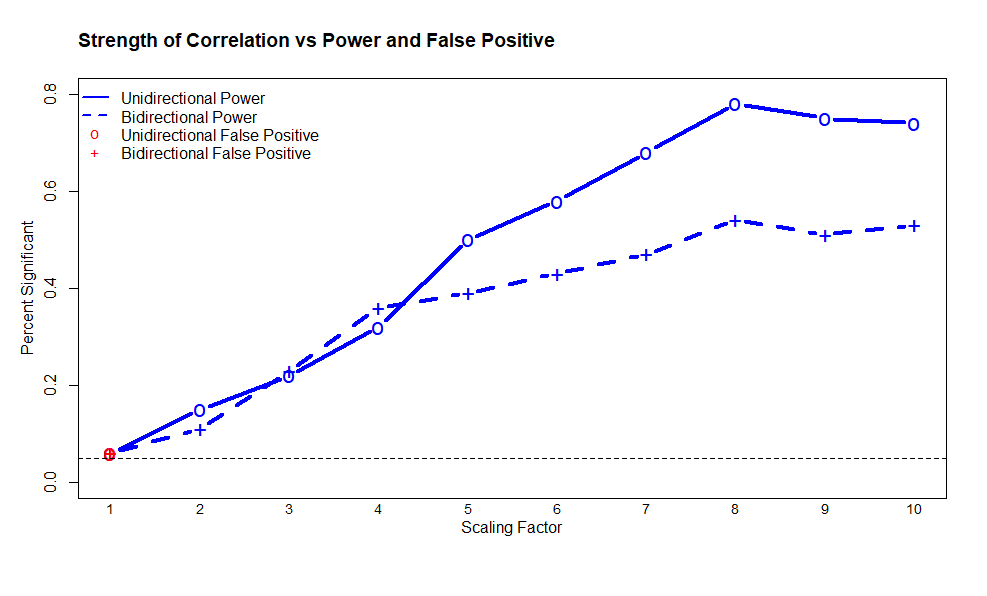 Strength of Correlation vs Power and False Positive
Unidirectional Power
Bidirectional Power
Unidirectional False Positive
Bidirectional False Positive
Percent Significant
0.8
0.6
0.4
0.2
0.0
1 2 3 4 5 6 7 8 9 10
Scaling Factor